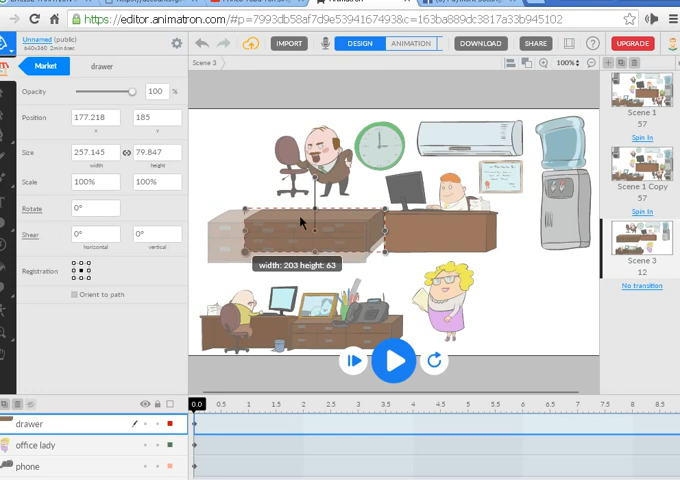 https://editor.animatron.com/#p=7993db58af7d9e53941674493&c=163ba889dc3817a33b945102
Unnamed (public)
IMPORT
DESIGN
ANIMATION
DOWNLOAD
SHARE
UPGRADE
Market
drawer
Scene 3
100%
Opacity
100 %
Position
177.218
185
x
y
Size
257.145
79.847
width
height
Scale
100%
100%
Rotate
0°
Shear
0°
0°
horizontal
vertical
Registration
Orient to path
width: 203 height: 63
Scene 1
57
Spin In
Scene 1 Copy
57
Spin In
Scene 3
12
No transition
0.0 0.5 1 1.5 2 2.5 3 3.5 4 4.5 5 5.5 6 6.5 7 7.5 8 8.5
drawer
office lady
phone